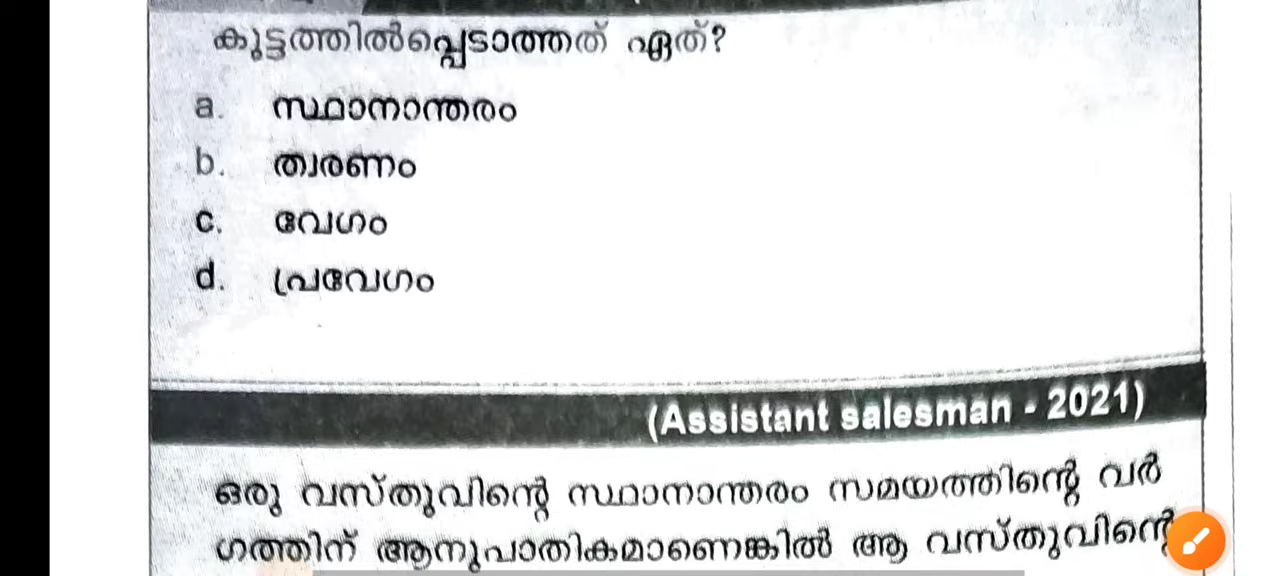 കൂട്ടത്തിൽപ്പെടാത്തത് ഏത്?
a. സ്ഥാനാന്തരം
b. ത്വരണം
c. വേഗം
d. പ്രവേഗം
(Assistant salesman - 2021)
ഒരു വസ്തുവിന്റെ സ്ഥാനാന്തരം സമയത്തിന്റെ വർ
ഗത്തിന് ആനുപാതികമാണെങ്കിൽ ആ വസ്തുവിന്റെ